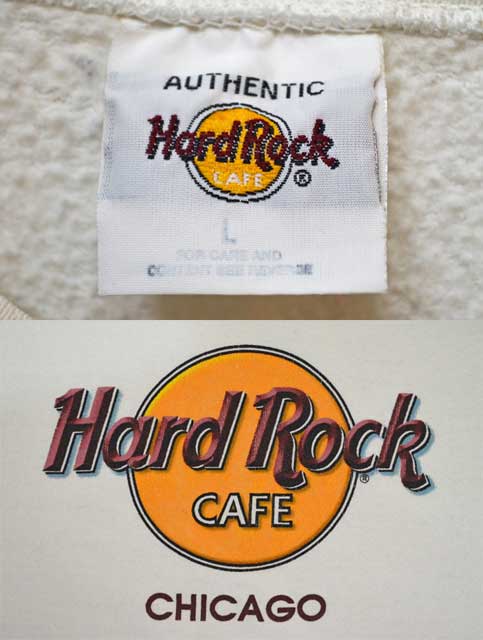 AUTHENTIC
Hard Rock
CAFE ®
L
FOR CARE AND
CONTENT SEE REVERSE
Hard Rock
®
CAFE
CHICAGO